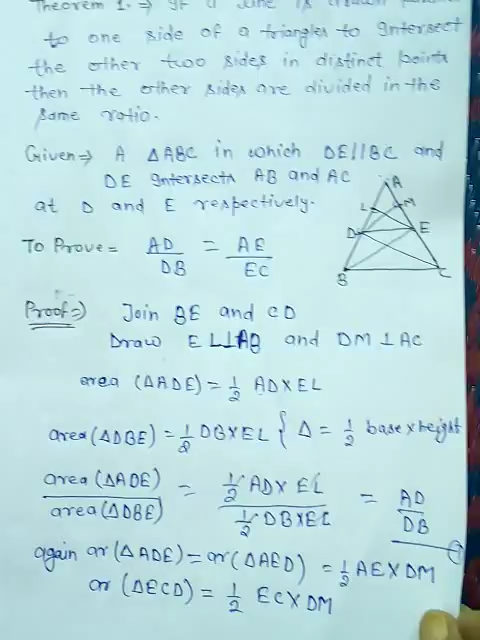 Theorem 1. ⇒ If a line is drawn
to one side of a triangles to Intersect
the other two sides in distinct points
then the other sides are divided in the
same ratio.
Given ⇒ A ΔABC in which DE||BC and
DE Intersects AB and AC
at D and E respectively.
A
L M
D E
B C
To Prove = AD/DB = AE/EC
Proof ⇒ Join BE and CD
Draw EL⊥AB and DM ⊥ AC
area (ΔADE) = 1/2 AD×EL
area (ΔDBE) = 1/2 DB×EL { Δ = 1/2 base×height
area (ΔADE)/area (ΔDBE) = 1/2 AD× EL/1/2 DB×EL = AD/DB
①
again ar (ΔADE) = ar (ΔAED) = 1/2 AE×DM
ar (ΔECD) = 1/2 EC×DM